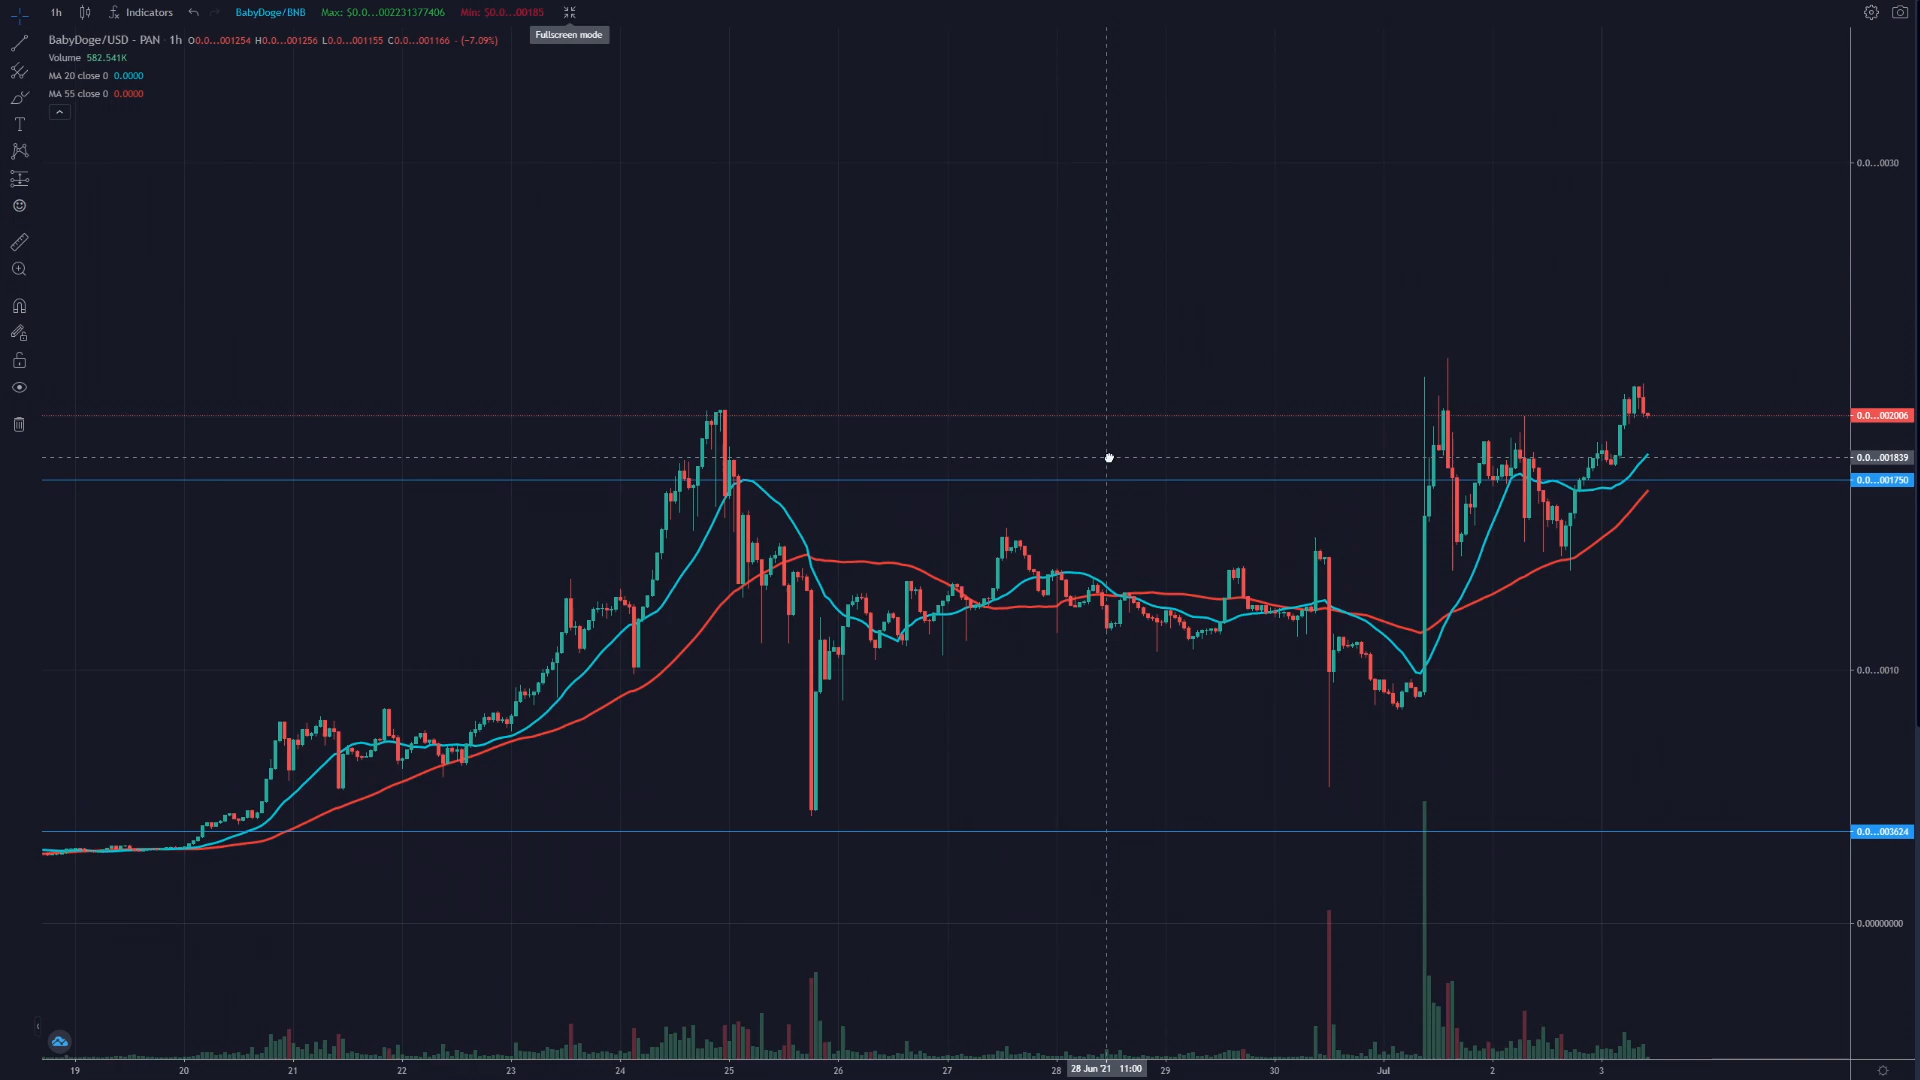 1h Indicators BabyDoge/BNB Max: $0.0...002231377406 Min: $0.0...00185
Fullscreen mode
BabyDoge/USD - PAN 1h O0.0...001254 H0.0...001256 L0.0...001155 C0.0...001166 - (−7.09%)
Volume 582.541K
MA 20 close 0 0.0000
MA 55 close 0 0.0000
0.0...0030
0.0...002006
0.0...001839
0.0...001750
0.0...0010
0.0...003624
0.00000000
19 20 21 22 23 24 25 26 27 28 28 Jun '21 11:00 29 30 Jul 2 3